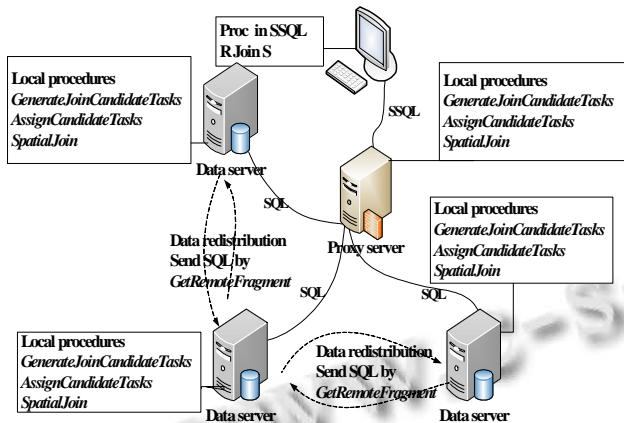 Proc in SSQL
R Join S
Local procedures
GenerateJoinCandidateTasks
AssignCandidateTasks
SpatialJoin
Data server
SSQL
Local procedures
GenerateJoinCandidateTasks
AssignCandidateTasks
SpatialJoin
SQL
Proxy server
Data redistribution
Send SQL by
GetRemoteFragment
Local procedures
GenerateJoinCandidateTasks
AssignCandidateTasks
SpatialJoin
SQL
SQL
Local procedures
GenerateJoinCandidateTasks
AssignCandidateTasks
SpatialJoin
Data server
Data redistribution
Send SQL by
GetRemoteFragment
Data server